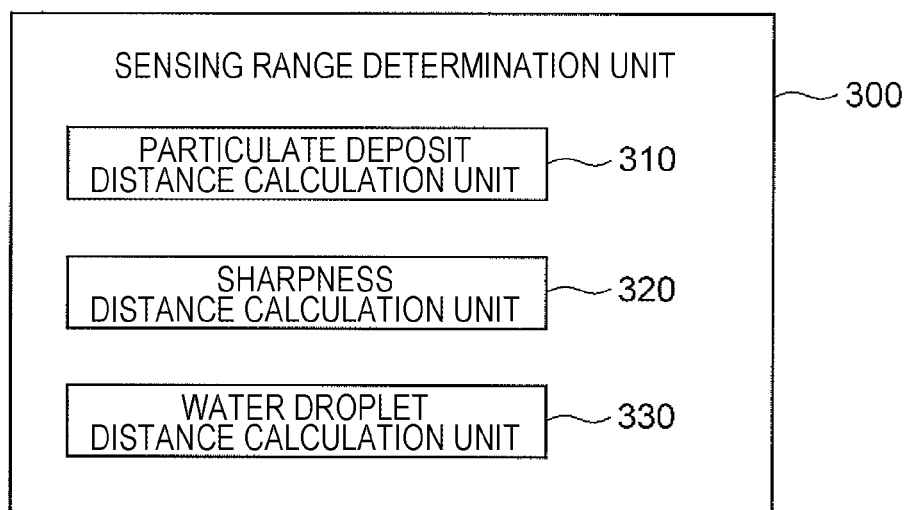 SENSING RANGE DETERMINATION UNIT
300
PARTICULATE DEPOSIT
DISTANCE CALCULATION UNIT
310
SHARPNESS
DISTANCE CALCULATION UNIT
320
WATER DROPLET
DISTANCE CALCULATION UNIT
330